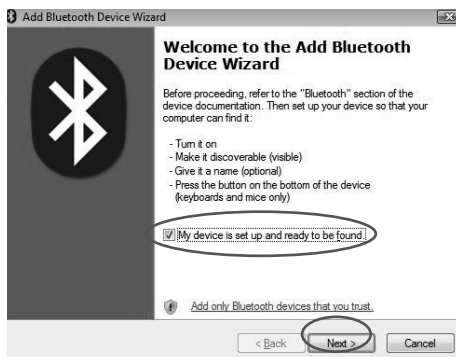 Add Bluetooth Device Wizard
Welcome to the Add Bluetooth
Device Wizard
Before proceeding, refer to the "Bluetooth" section of the
device documentation. Then set up your device so that your
computer can find it:
- Turn it on
- Make it discoverable (visible)
- Give it a name (optional)
- Press the button on the bottom of the device
(keyboards and mice only)
My device is set up and ready to be found.
Add only Bluetooth devices that you trust.
< Back
Next >
Cancel